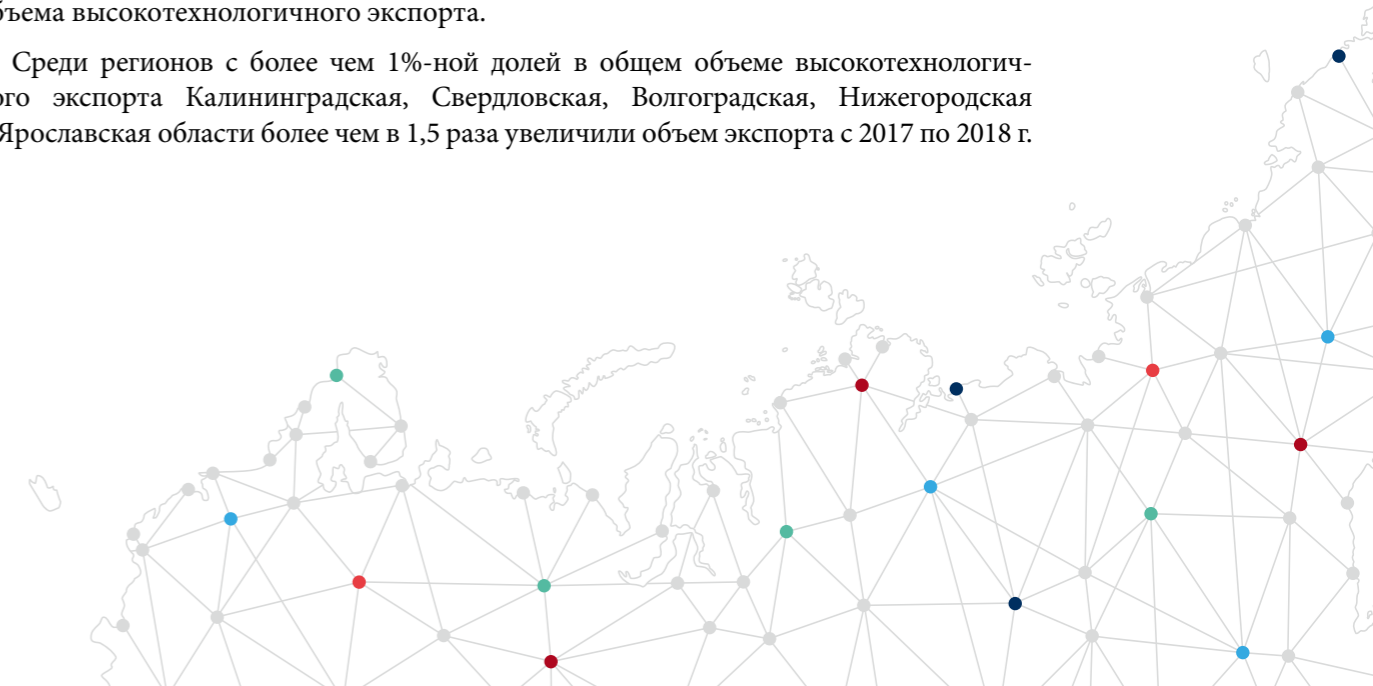 бъема высокотехнологичного экспорта.
Среди регионов с более чем 1%-ной долей в общем объеме высокотехнологич-
ого экспорта Калининградская, Свердловская, Волгоградская, Нижегородская
Ярославская области более чем в 1,5 раза увеличили объем экспорта с 2017 по 2018 г.